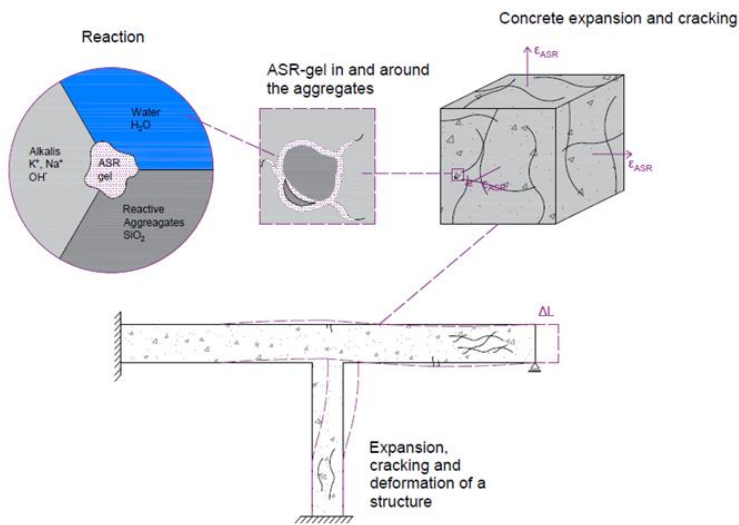 Concrete expansion and cracking
Reaction
ASR-gel in and around
the aggregates
εASR
Water
H₂O
Alkalis
K⁺, Na⁺
OH⁻
ASR
gel
Reactive
Aggreagates
SiO₂
εASR
εASR
ΔL
Expansion,
cracking and
deformation of a
structure